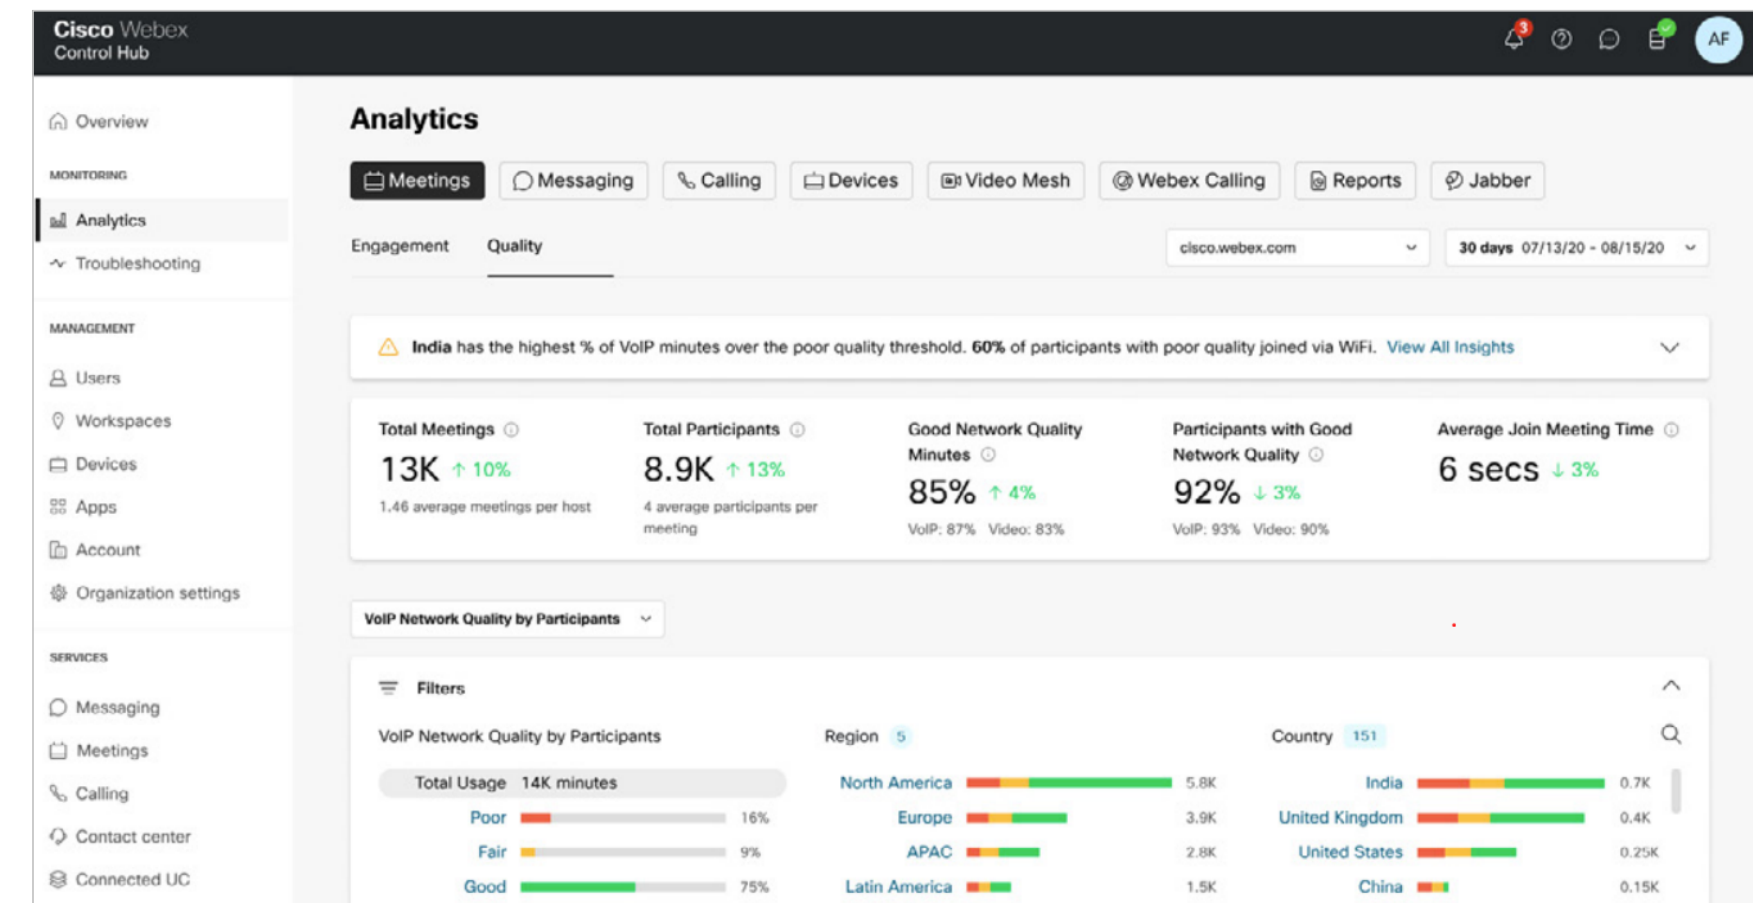 Cisco Webex
Control Hub
3
AF
Overview
MONITORING
Analytics
Troubleshooting
MANAGEMENT
Users
Workspaces
Devices
Apps
Account
Organization settings
SERVICES
Messaging
Meetings
Calling
Contact center
Connected UC
Analytics
Meetings Messaging Calling Devices Video Mesh Webex Calling Reports Jabber
Engagement Quality cisco.webex.com 30 days 07/13/20 - 08/15/20
India has the highest % of VoIP minutes over the poor quality threshold. 60% of participants with poor quality joined via WiFi. View All Insights
Total Meetings
13K ↑ 10%
1.46 average meetings per host
Total Participants
8.9K ↑ 13%
4 average participants per
meeting
Good Network Quality
Minutes
85% ↑ 4%
VoIP: 87% Video: 83%
Participants with Good
Network Quality
92% ↓ 3%
VoIP: 93% Video: 90%
Average Join Meeting Time
6 secs ↓ 3%
VoIP Network Quality by Participants
Filters
VoIP Network Quality by Participants
Total Usage 14K minutes
Poor 16%
Fair 9%
Good 75%
Region 5
North America 5.8K
Europe 3.9K
APAC 2.8K
Latin America 1.5K
Country 151
India 0.7K
United Kingdom 0.4K
United States 0.25K
China 0.15K